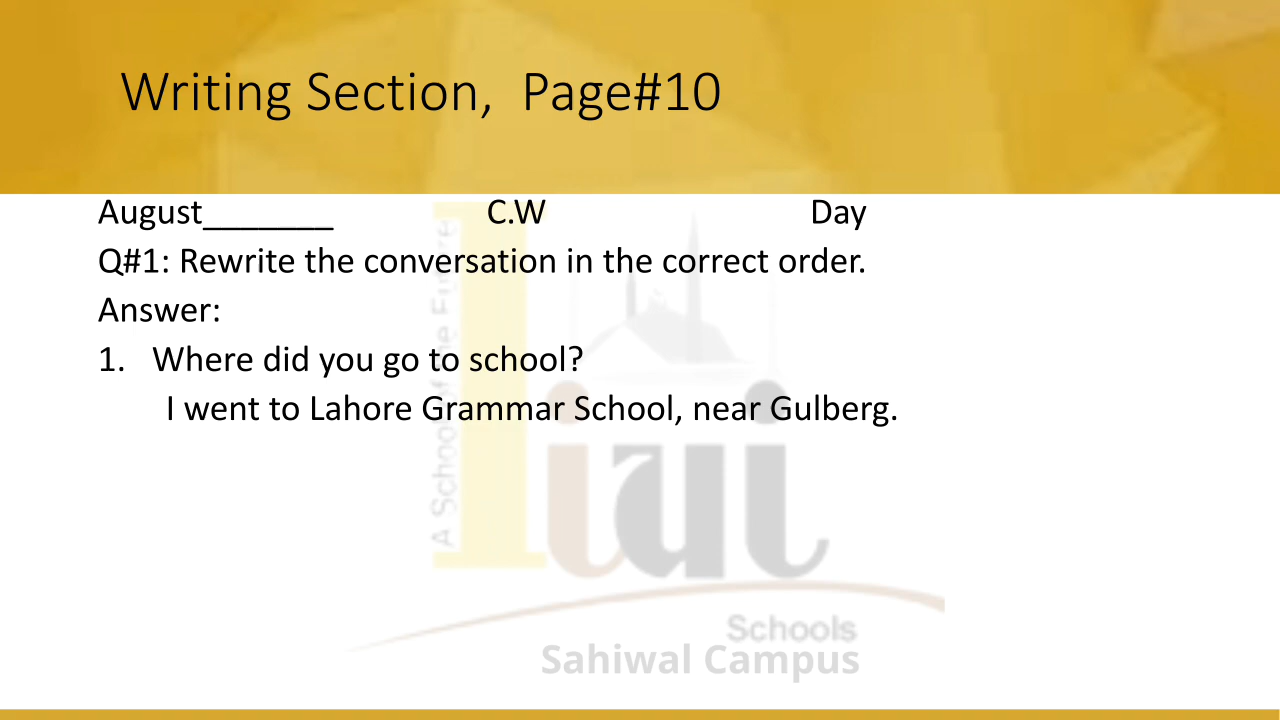 Writing Section, Page#10
August_______ C.W Day
Q#1: Rewrite the conversation in the correct order.
Answer:
1. Where did you go to school?
I went to Lahore Grammar School, near Gulberg.
A School of the Future
Iiui
Schools
Sahiwal Campus